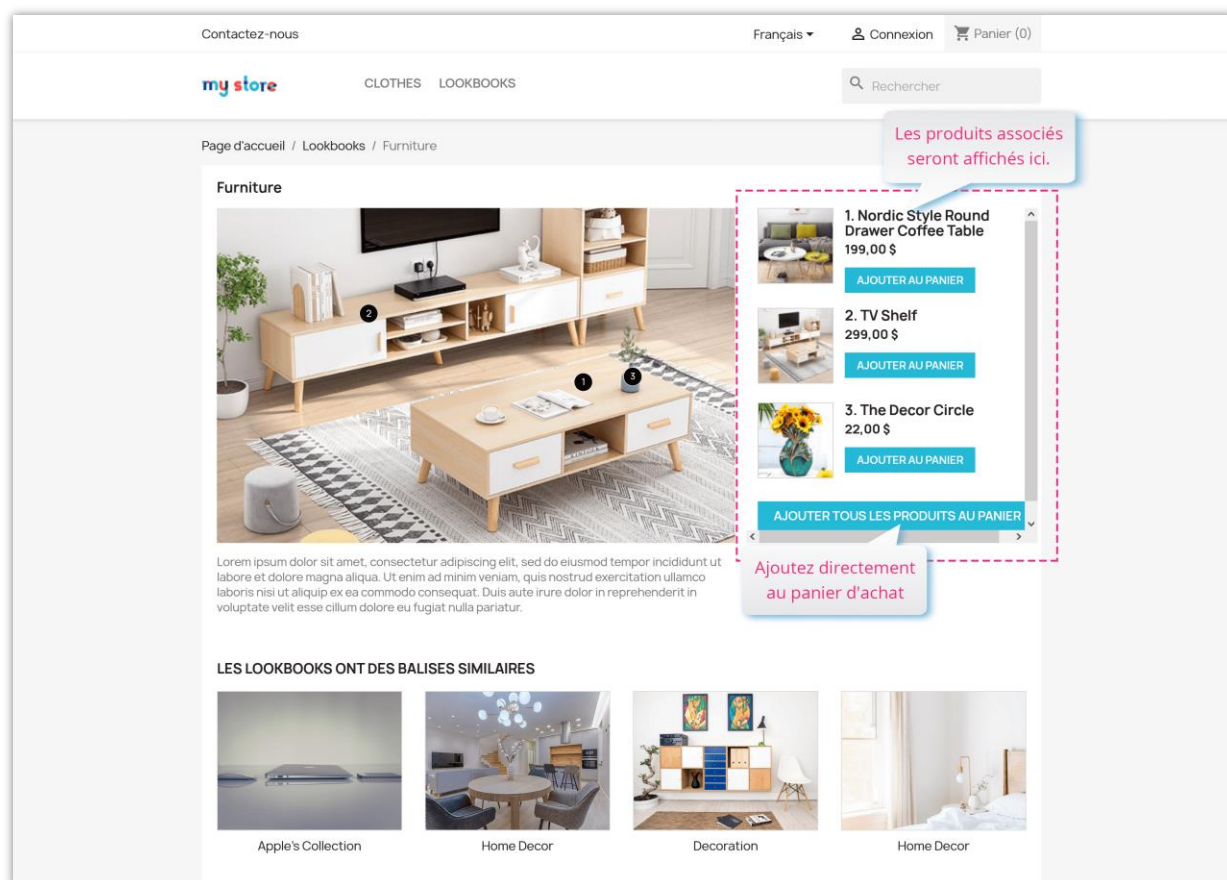 Contactez-nous
Français
Connexion
Panier (0)
my store
CLOTHES
LOOKBOOKS
Rechercher
Page d'accueil / Lookbooks / Furniture
Les produits associés
seront affichés ici.
Furniture
2
1
3
1. Nordic Style Round
Drawer Coffee Table
199,00 $
AJOUTER AU PANIER
2. TV Shelf
299,00 $
AJOUTER AU PANIER
3. The Decor Circle
22,00 $
AJOUTER AU PANIER
AJOUTER TOUS LES PRODUITS AU PANIER
Ajoutez directement
au panier d'achat
Lorem ipsum dolor sit amet, consectetur adipiscing elit, sed do eiusmod tempor incididunt ut
labore et dolore magna aliqua. Ut enim ad minim veniam, quis nostrud exercitation ullamco
laboris nisi ut aliquip ex ea commodo consequat. Duis aute irure dolor in reprehenderit in
voluptate velit esse cillum dolore eu fugiat nulla pariatur.
LES LOOKBOOKS ONT DES BALISES SIMILAIRES
Apple's Collection
Home Decor
Decoration
Home Decor